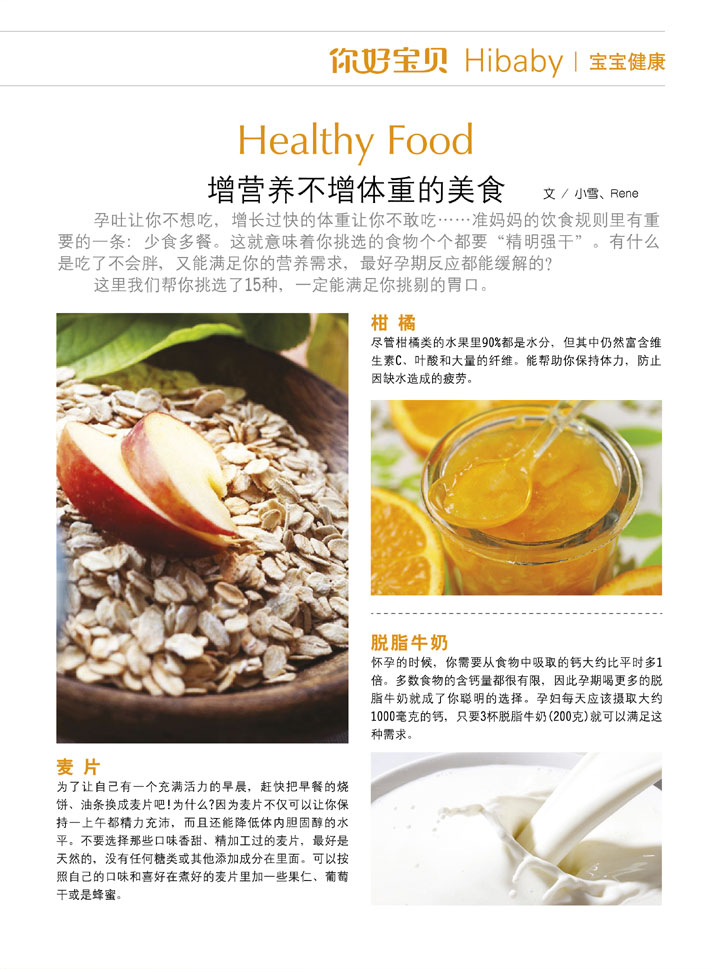 你好宝贝 Hibaby | 宝宝健康
Healthy Food
增营养不增体重的美食
文 / 小雪、Rene
孕吐让你不想吃，增长过快的体重让你不敢吃……准妈妈的饮食规则里有重
要的一条：少食多餐。这就意味着你挑选的食物个个都要“精明强干”。有什么
是吃了不会胖，又能满足你的营养需求，最好孕期反应都能缓解的？
这里我们帮你挑选了15种，一定能满足你挑剔的胃口。
柑橘
尽管柑橘类的水果里90%都是水分，但其中仍然富含维
生素C、叶酸和大量的纤维。能帮助你保持体力，防止
因缺水造成的疲劳。
脱脂牛奶
怀孕的时候，你需要从食物中吸取的钙大约比平时多1
倍。多数食物的含钙量都很有限，因此孕期喝更多的脱
脂牛奶就成了你聪明的选择。孕妇每天应该摄取大约
1000毫克的钙，只要3杯脱脂牛奶(200克)就可以满足这
种需求。
麦片
为了让自己有一个充满活力的早晨，赶快把早餐的烧
饼、油条换成麦片吧!为什么?因为麦片不仅可以让你保
持一上午都精力充沛，而且还能降低体内胆固醇的水
平。不要选择那些口味香甜、精加工过的麦片，最好是
天然的，没有任何糖类或其他添加成分在里面。可以按
照自己的口味和喜好在煮好的麦片里加一些果仁、葡萄
干或是蜂蜜。